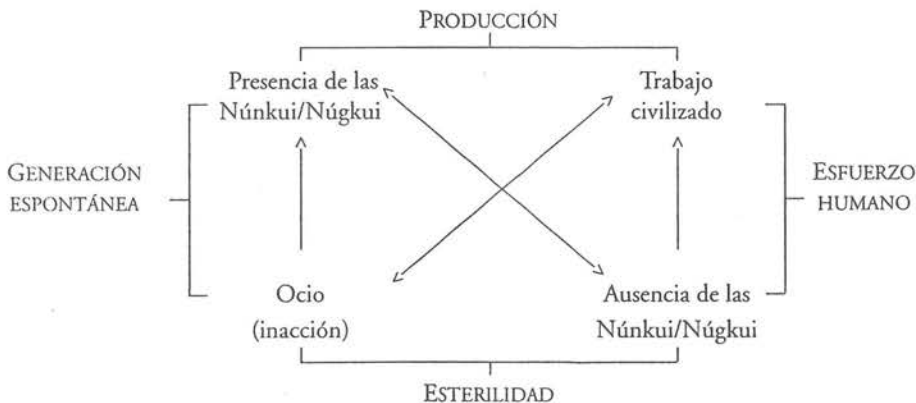 PRODUCCIÓN
Presencia de las
Núnkui/Núgkui
Trabajo
civilizado
GENERACIÓN
ESPONTÁNEA
ESFUERZO
HUMANO
Ocio
(inacción)
Ausencia de las
Núnkui/Núgkui
ESTERILIDAD